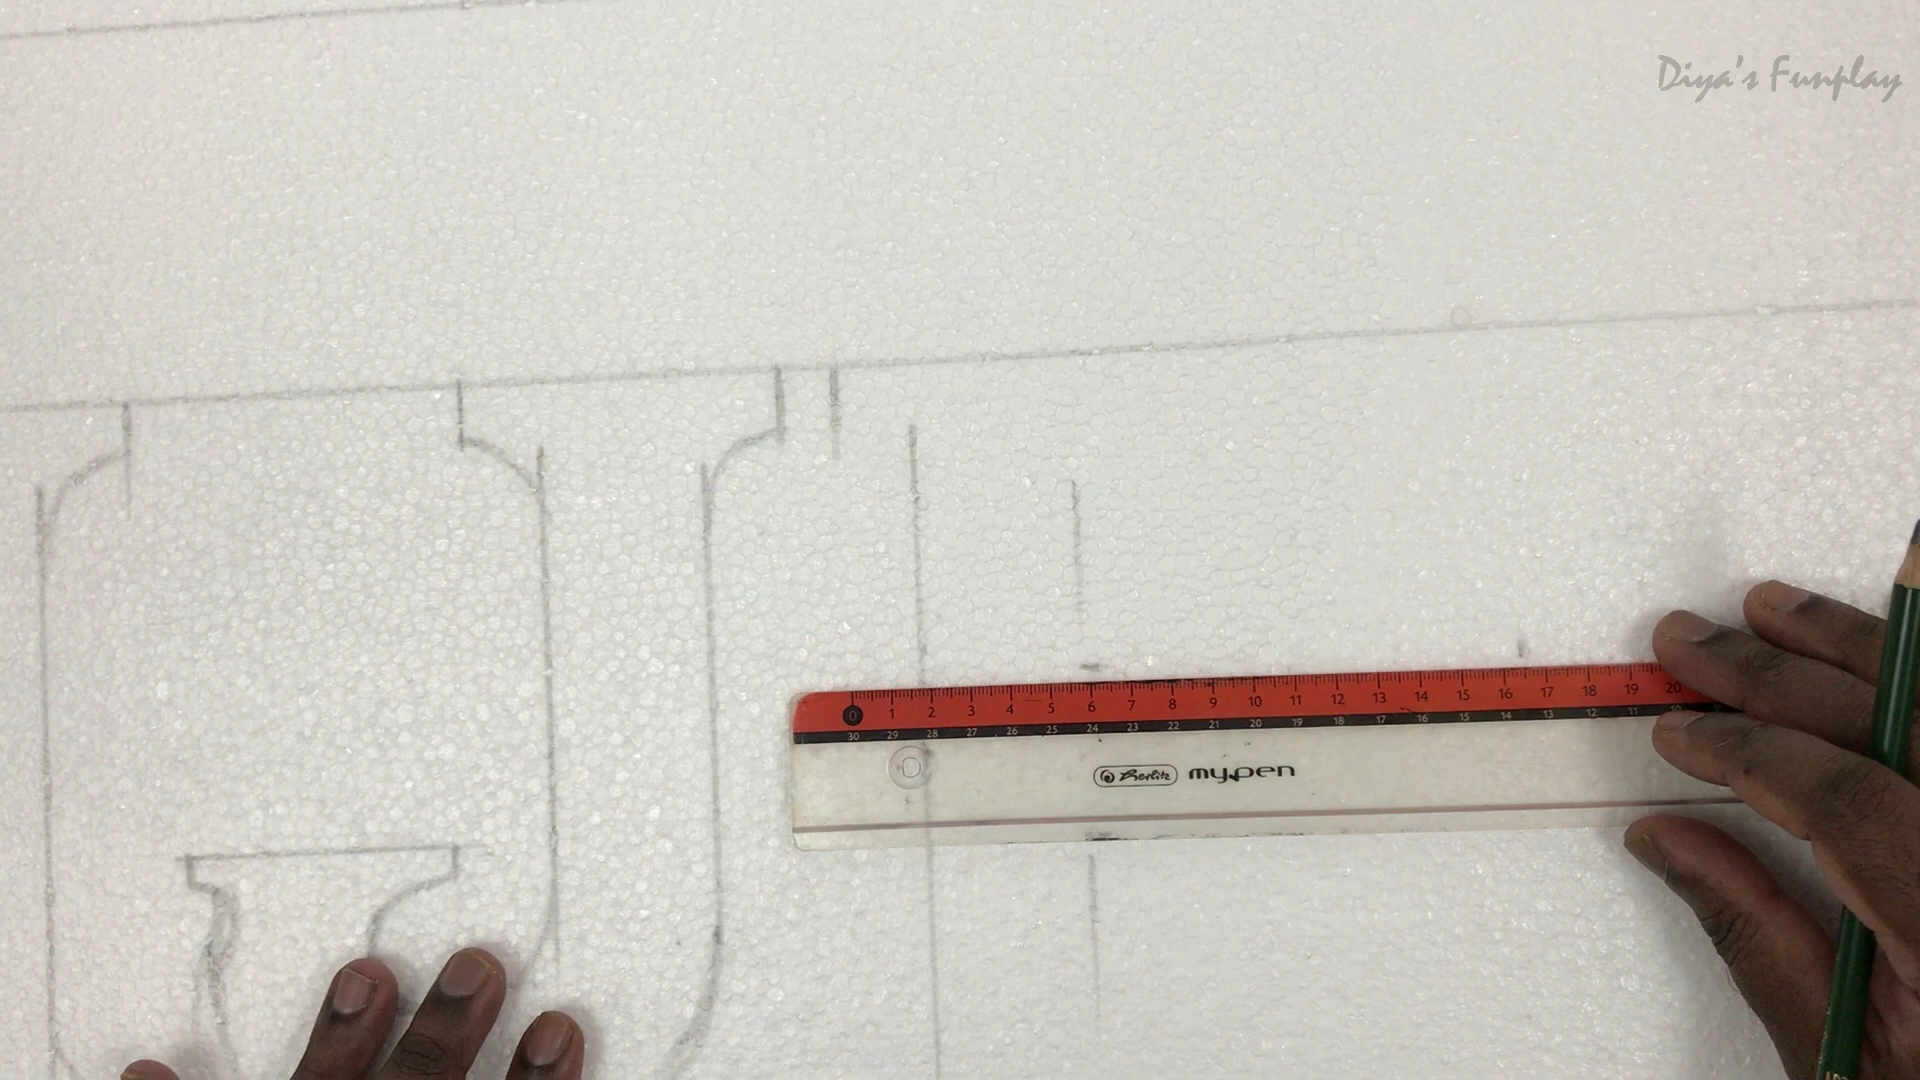 Diya's Funplay
0 1 2 3 4 5 6 7 8 9 10 11 12 13 14 15 16 17 18 19 20
30 29 28 27 26 25 24 23 22 21 20 19 18 17 16 15 14 13 12 11 10
Herlitz my.pen